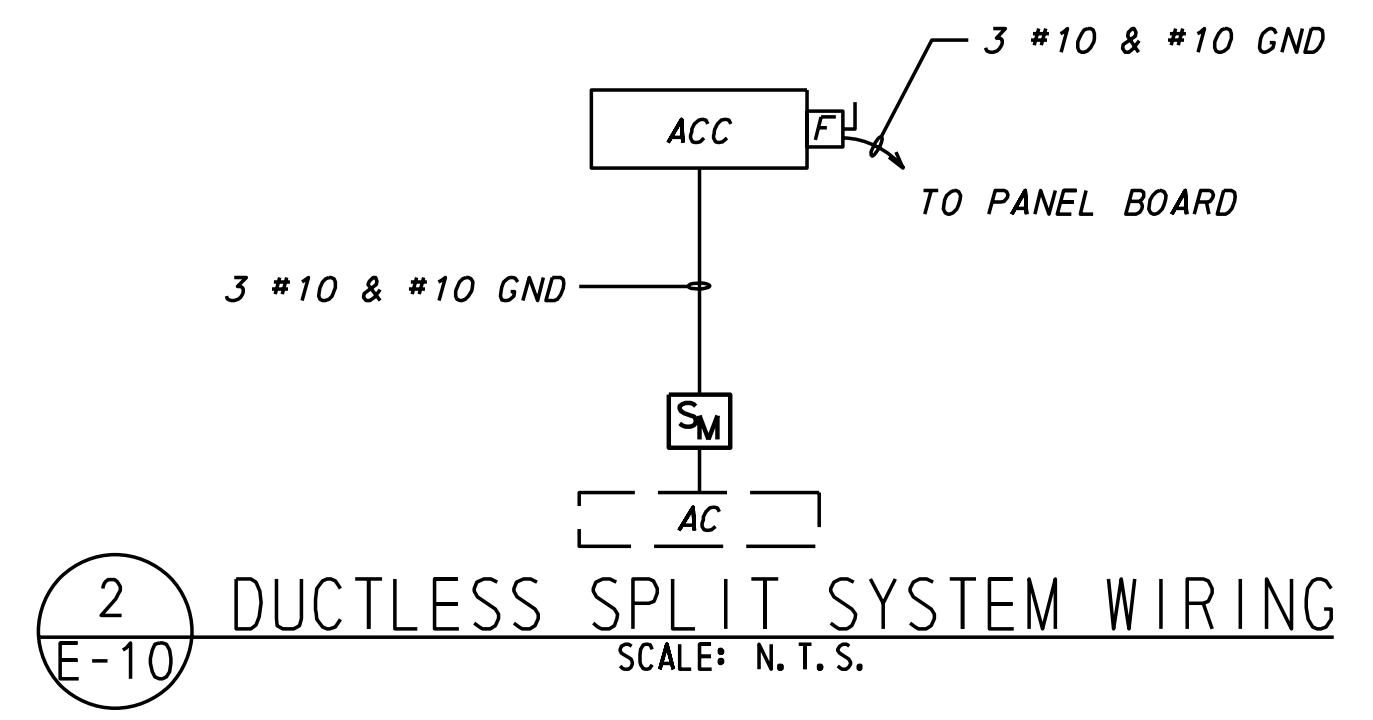 3 #10 & #10 GND
ACC
F
TO PANEL BOARD
3 #10 & #10 GND
SM
AC
2
E-10
DUCTLESS SPLIT SYSTEM WIRING
SCALE: N.T.S.